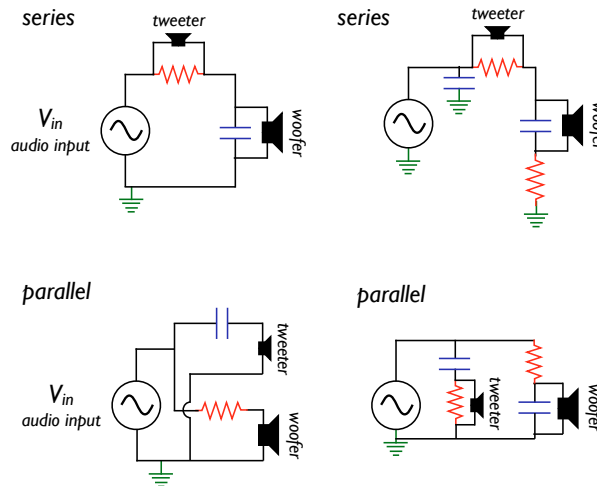 series
tweeter
series
tweeter
V_in
audio input
woofer
woofer
parallel
parallel
tweeter
V_in
audio input
woofer
tweeter
woofer